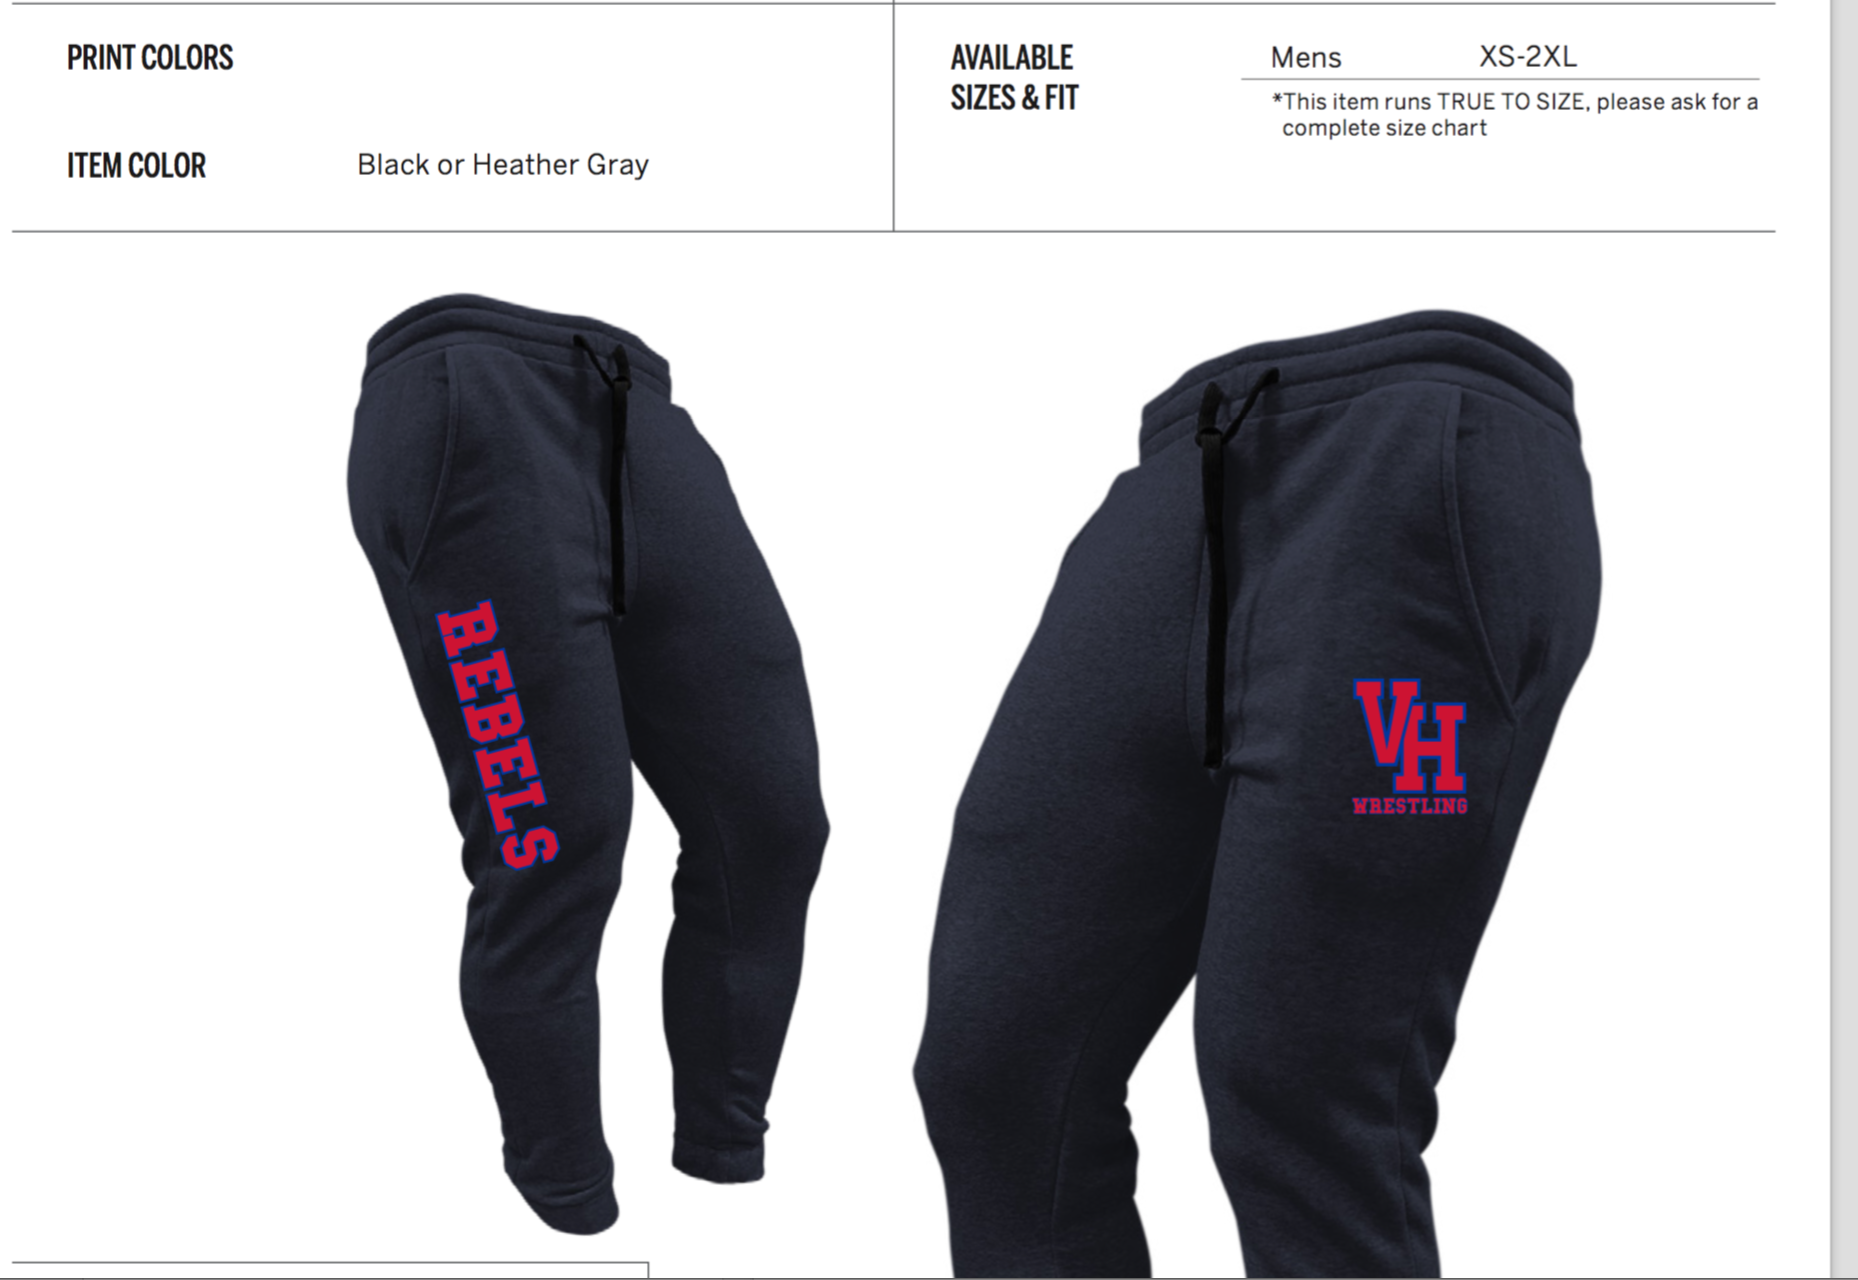 PRINT COLORS
ITEM COLOR
Black or Heather Gray
AVAILABLE
SIZES & FIT
Mens
XS-2XL
*This item runs TRUE TO SIZE, please ask for a
complete size chart
REBELS
VH
WRESTLING